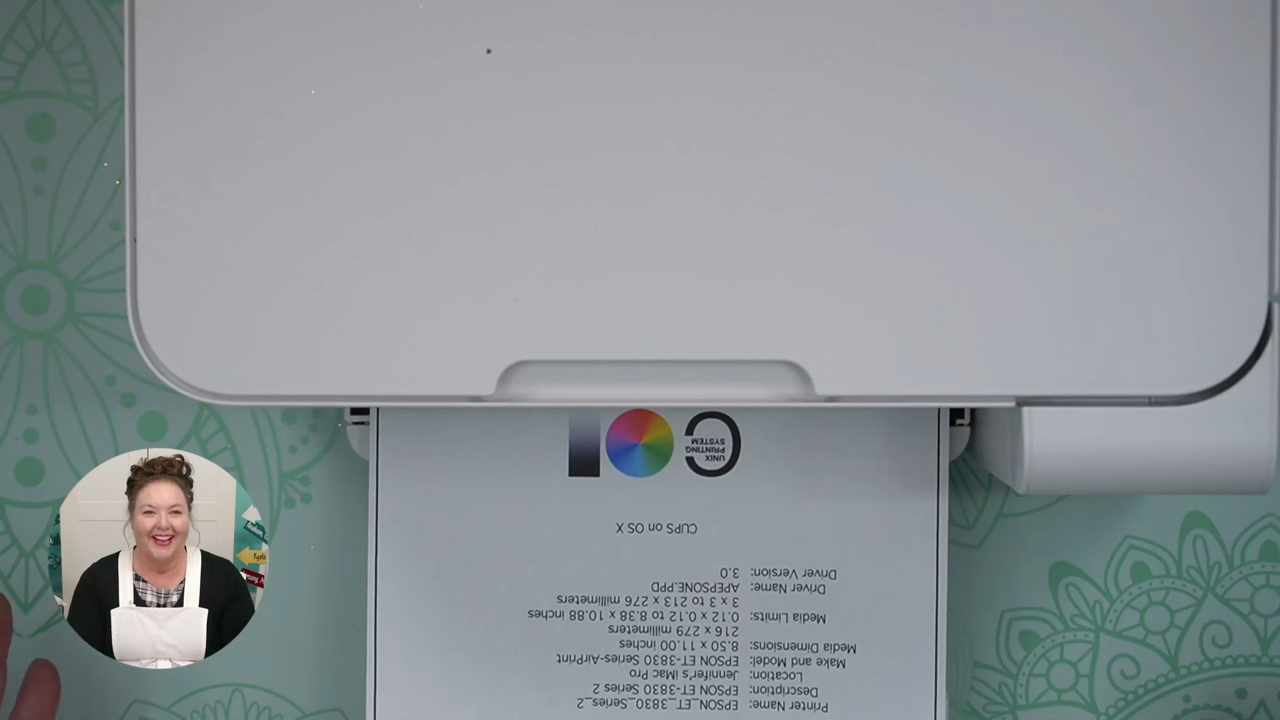 Printer Name: EPSON_ET_3830_Series_2
Description: EPSON ET-3830 Series 2
Location: Jennifer's iMac Pro
Make and Model: EPSON ET-3830 Series-AirPrint
Media Dimensions: 8.50 x 11.00 inches
216 x 279 millimeters
Media Limits: 0.12 x 0.12 to 8.38 x 10.88 inches
3 x 3 to 213 x 276 millimeters
Driver Name: APEPSONE.PPD
Driver Version: 3.0
CUPS on OS X
UNIX
PRINTING
SYSTEM